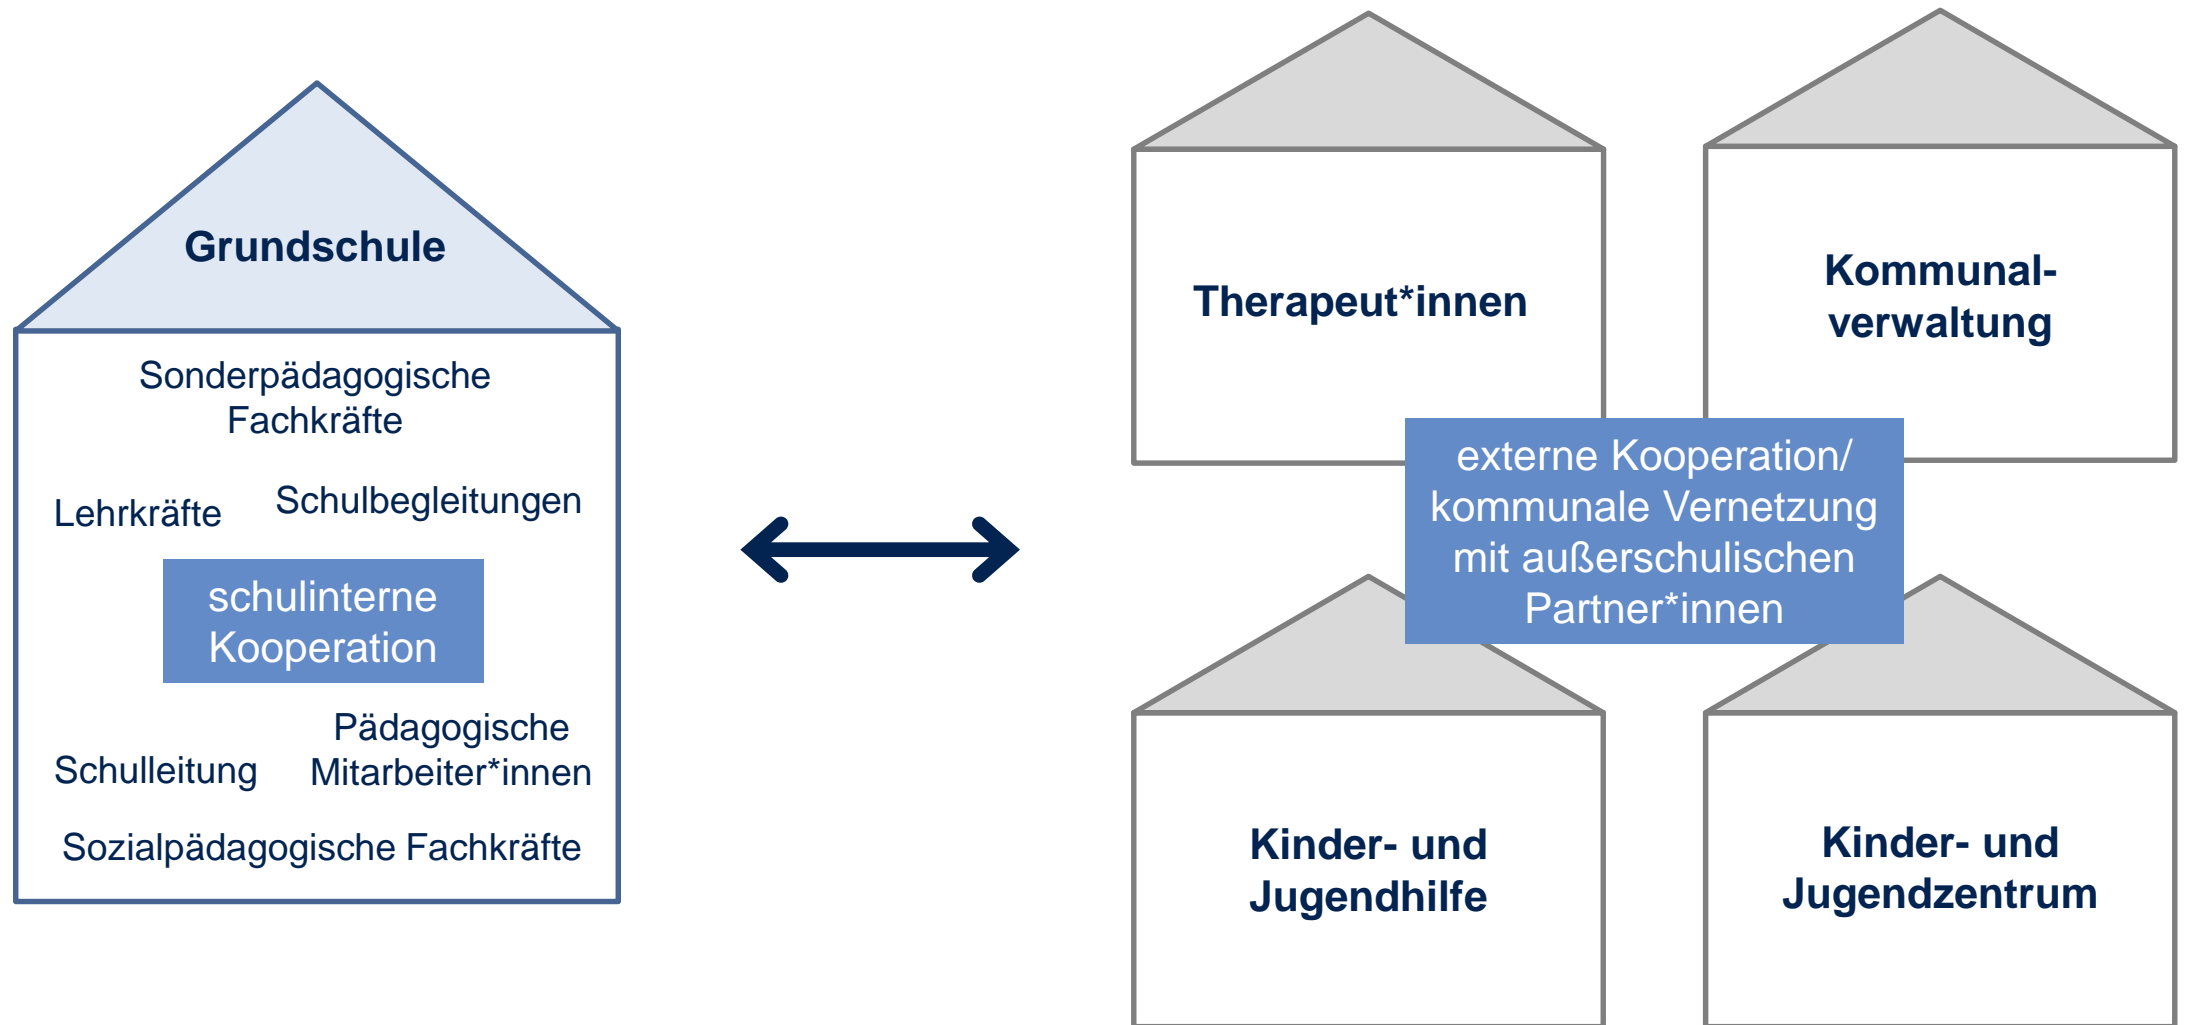 Grundschule
Sonderpädagogische
Fachkräfte
Lehrkräfte
Schulbegleitungen
schulinterne
Kooperation
Pädagogische
Mitarbeiter*innen
Schulleitung
Sozialpädagogische Fachkräfte
Therapeut*innen
Kommunal-
verwaltung
externe Kooperation/
kommunale Vernetzung
mit außerschulischen
Partner*innen
Kinder- und
Jugendhilfe
Kinder- und
Jugendzentrum